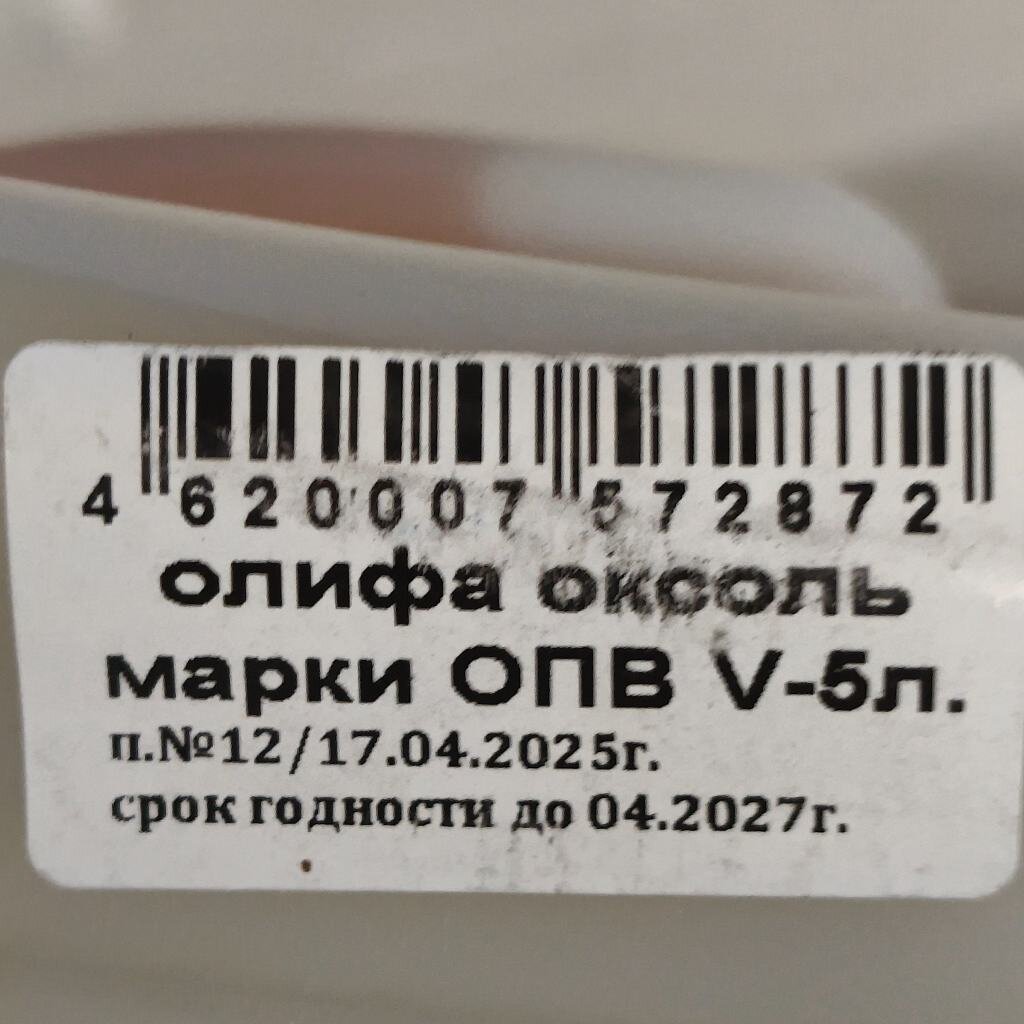 4 620007 572872
олифа оксоль
марки ОПВ V-5л.
п.№12/17.04.2025г.
срок годности до 04.2027г.